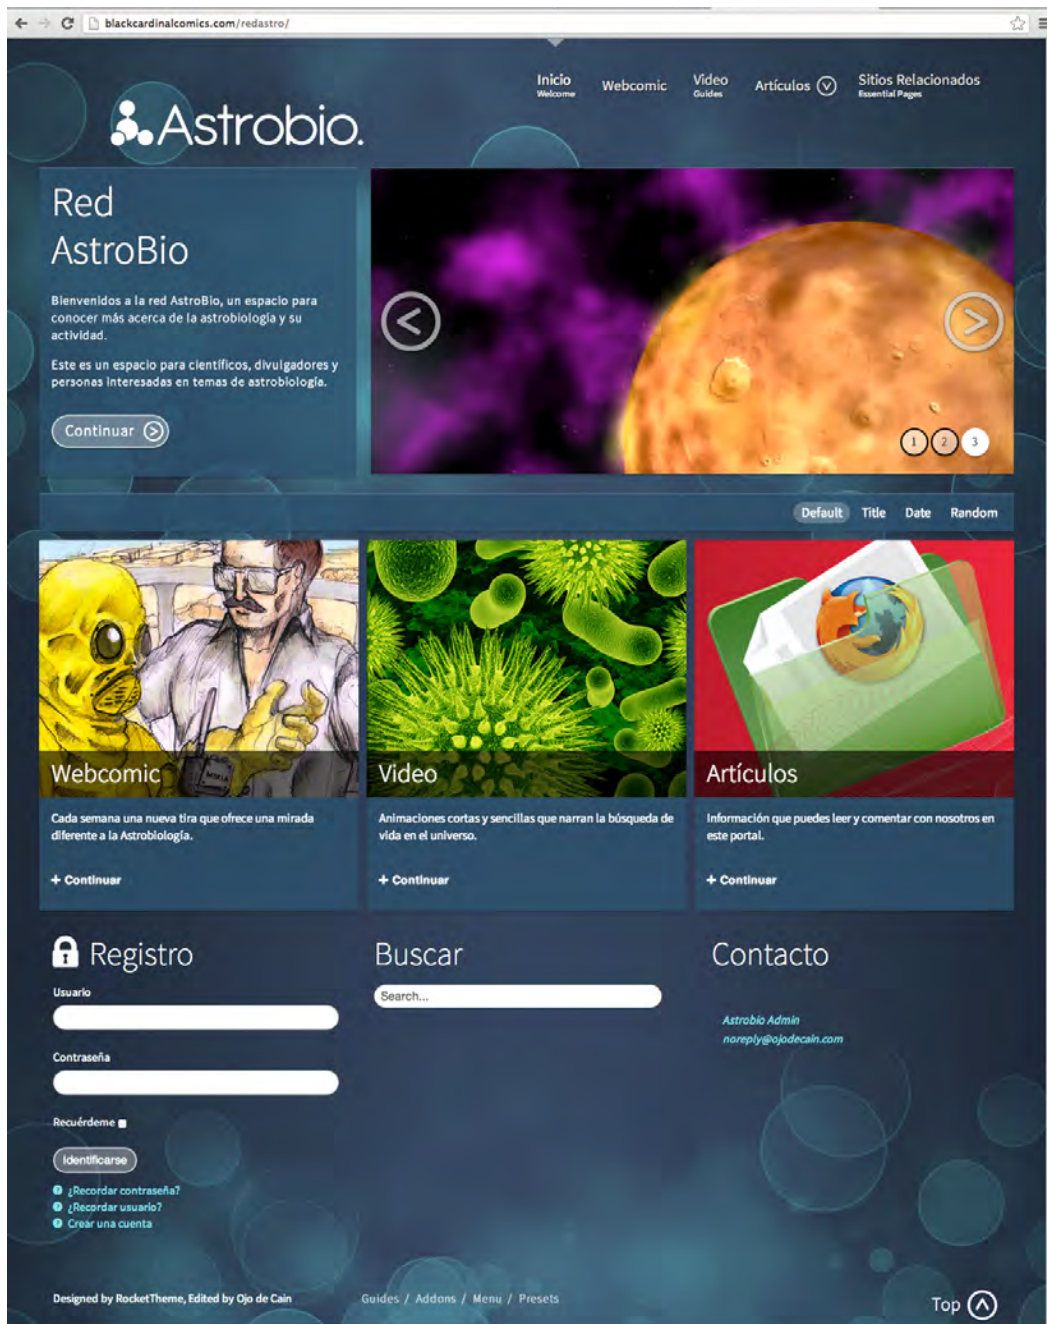 blackcardinalcomics.com/redastro/
Inicio
Welcome
Webcomic
Video
Guides
Artículos
Sitios Relacionados
Essential Pages
Astrobio.
Red
AstroBio
Bienvenidos a la red AstroBio, un espacio para
conocer más acerca de la astrobiología y su
actividad.
Este es un espacio para científicos, divulgadores y
personas interesadas en temas de astrobiología.
Continuar
1 2 3
Default Title Date Random
Webcomic
Cada semana una nueva tira que ofrece una mirada
diferente a la Astrobiología.
+ Continuar
Video
Animaciones cortas y sencillas que narran la búsqueda de
vida en el universo.
+ Continuar
Artículos
Información que puedes leer y comentar con nosotros en
este portal.
+ Continuar
Registro
Usuario
Contraseña
Recuérdeme
Identificarse
¿Recordar contraseña?
¿Recordar usuario?
Crear una cuenta
Buscar
Search...
Contacto
Astrobio Admin
noreply@ojodecain.com
Designed by RocketTheme, Edited by Ojo de Cain
Guides / Addons / Menu / Presets
Top